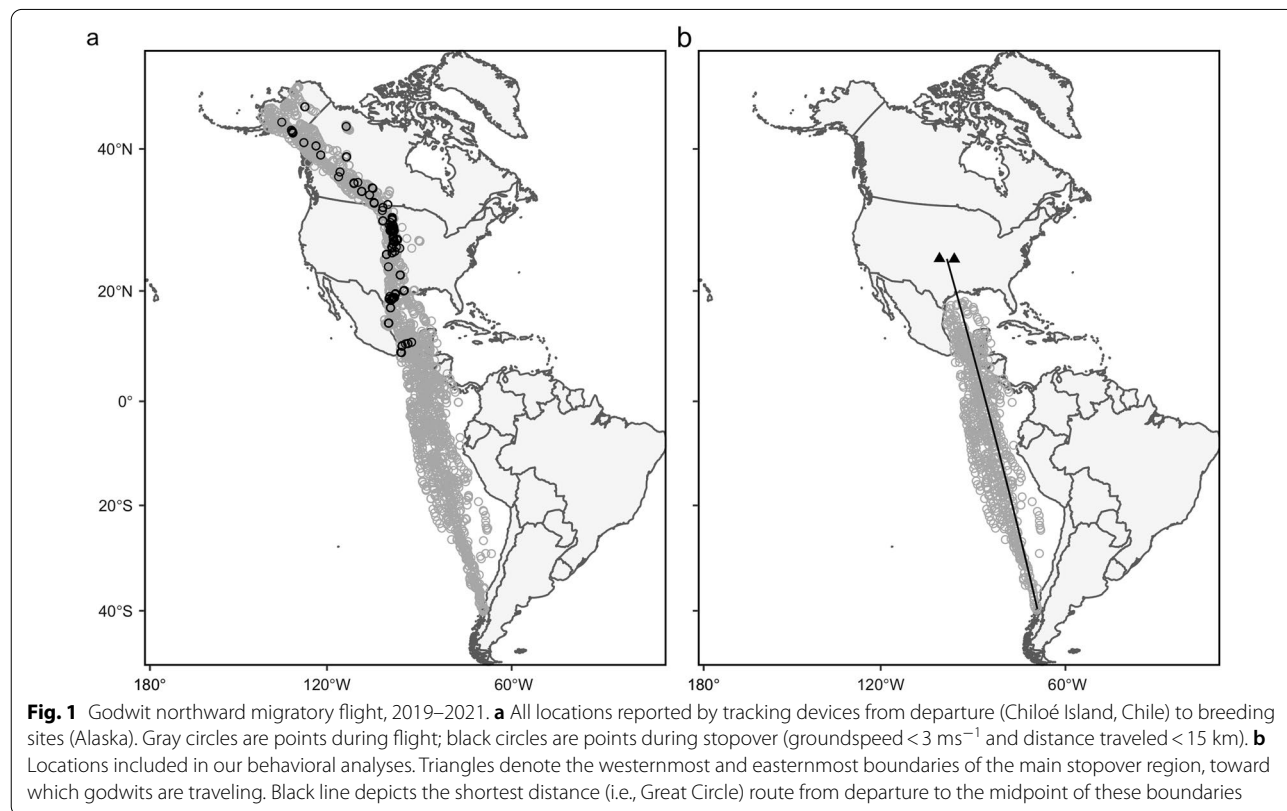 a
b
40°N
20°N
0°
20°S
40°S
180°
120°W
60°W
180°
120°W
60°W
Fig. 1 Godwit northward migratory flight, 2019–2021. a All locations reported by tracking devices from departure (Chiloé Island, Chile) to breeding
sites (Alaska). Gray circles are points during flight; black circles are points during stopover (groundspeed < 3 ms⁻¹ and distance traveled < 15 km). b
Locations included in our behavioral analyses. Triangles denote the westernmost and easternmost boundaries of the main stopover region, toward
which godwits are traveling. Black line depicts the shortest distance (i.e., Great Circle) route from departure to the midpoint of these boundaries